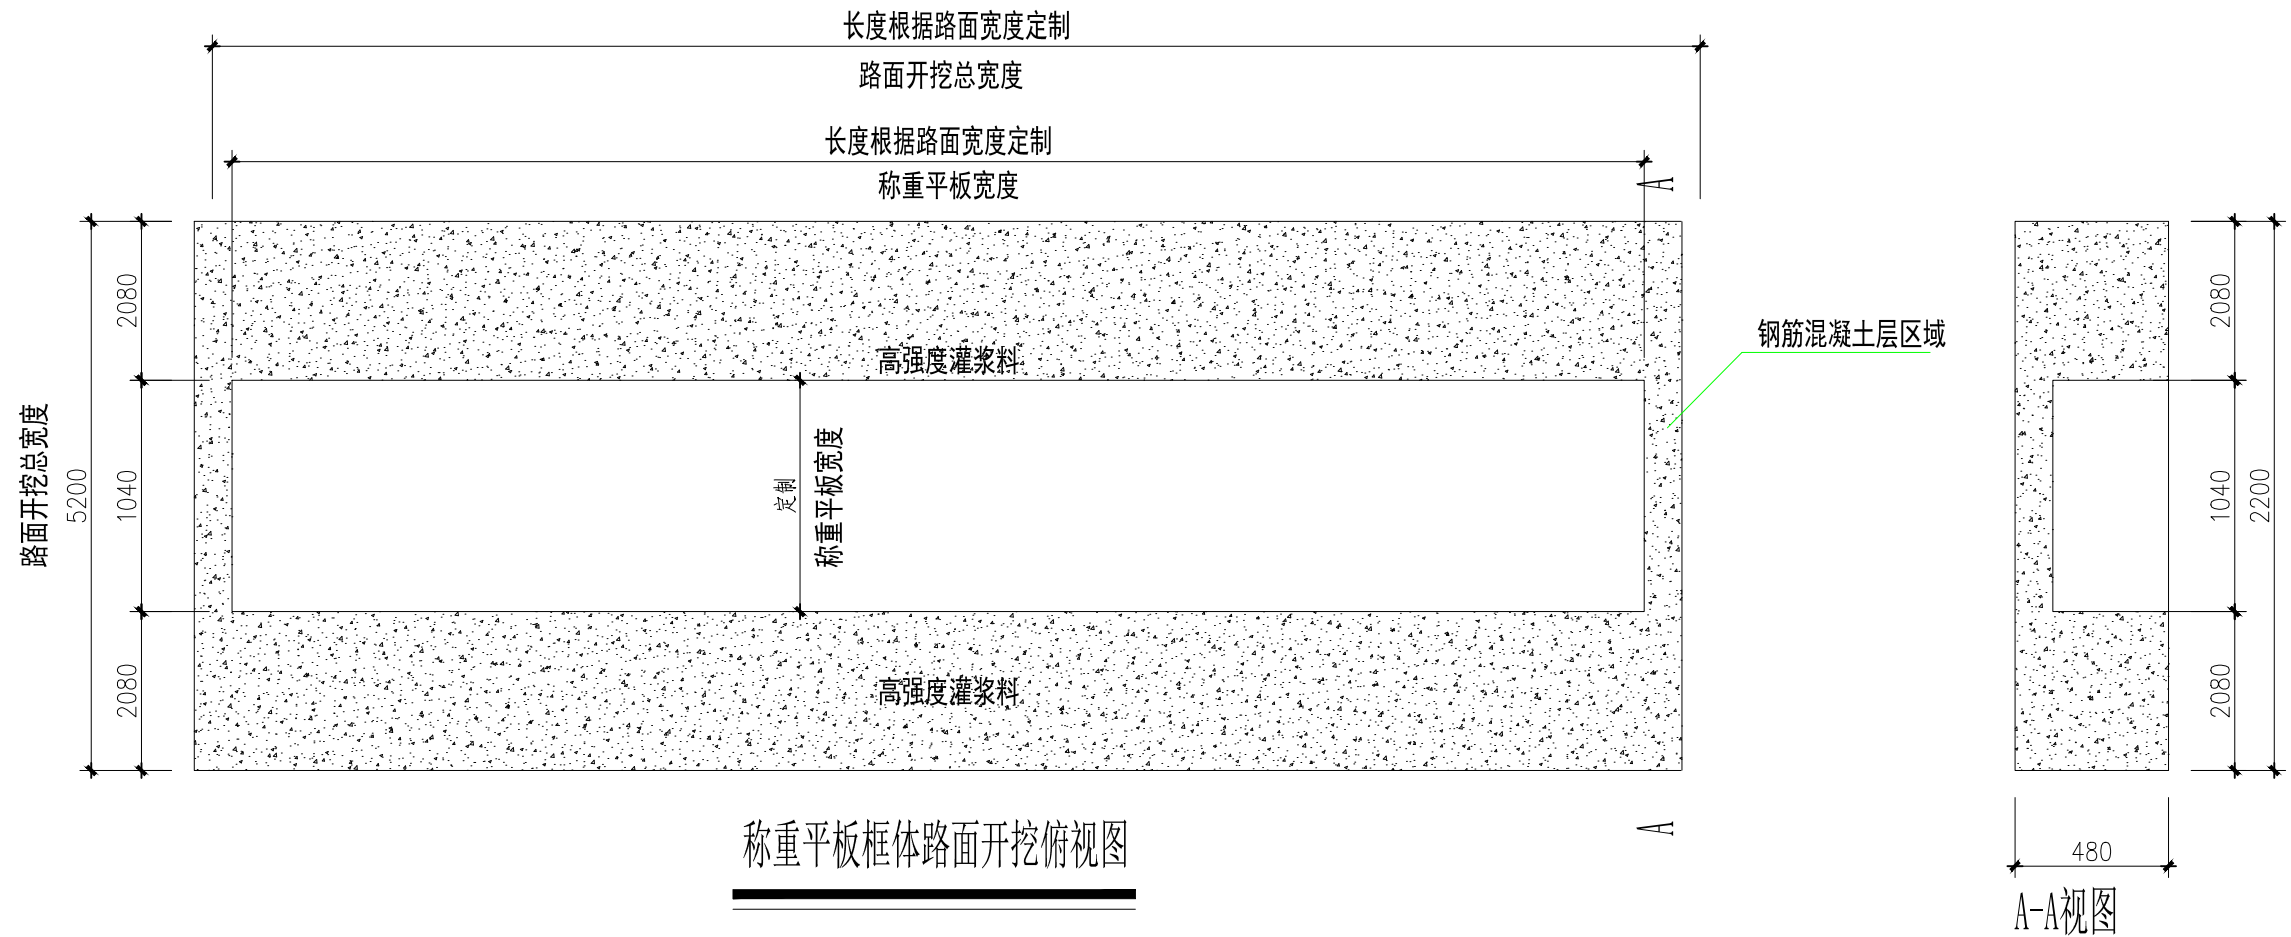 长度根据路面宽度定制
路面开挖总宽度
长度根据路面宽度定制
称重平板宽度
A
2080
1040
2080
5200
路面开挖总宽度
高强度灌浆料
定制
称重平板宽度
高强度灌浆料
钢筋混凝土层区域
2080
1040
2080
2200
A
称重平板框体路面开挖俯视图
480
A-A视图